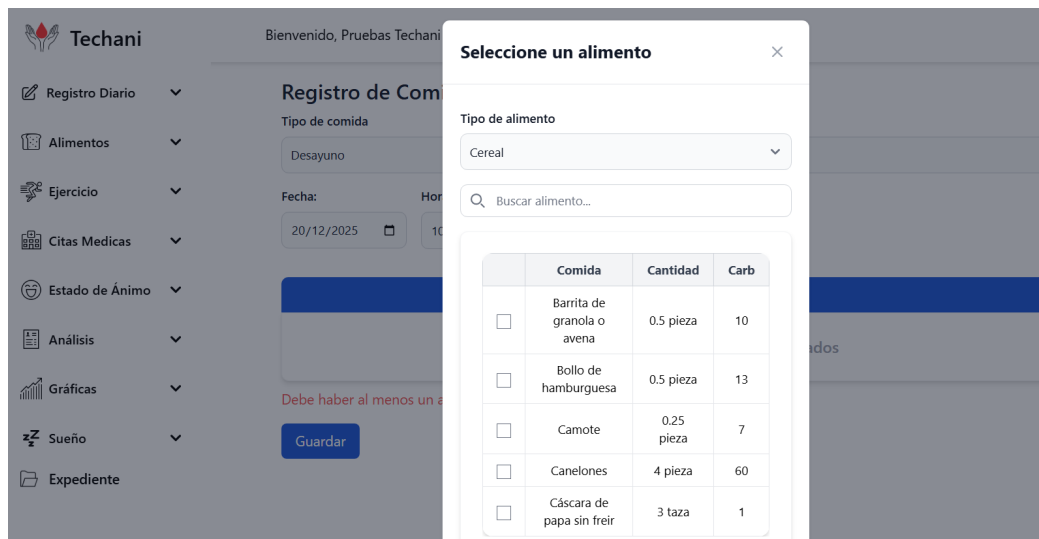 Techani
Registro Diario
Alimentos
Ejercicio
Citas Medicas
Estado de Ánimo
Análisis
Gráficas
Sueño
Expediente
Bienvenido, Pruebas Techani
Registro de Comi
Tipo de comida
Desayuno
Fecha:
Hor
20/12/2025
10
ados
Debe haber al menos un a
Guardar
Seleccione un alimento
Tipo de alimento
Cereal
Buscar alimento...
Comida Cantidad Carb
Barrita de
granola o
avena
0.5 pieza
10
Bollo de
hamburguesa
0.5 pieza
13
Camote
0.25
pieza
7
Canelones
4 pieza
60
Cáscara de
papa sin freir
3 taza
1